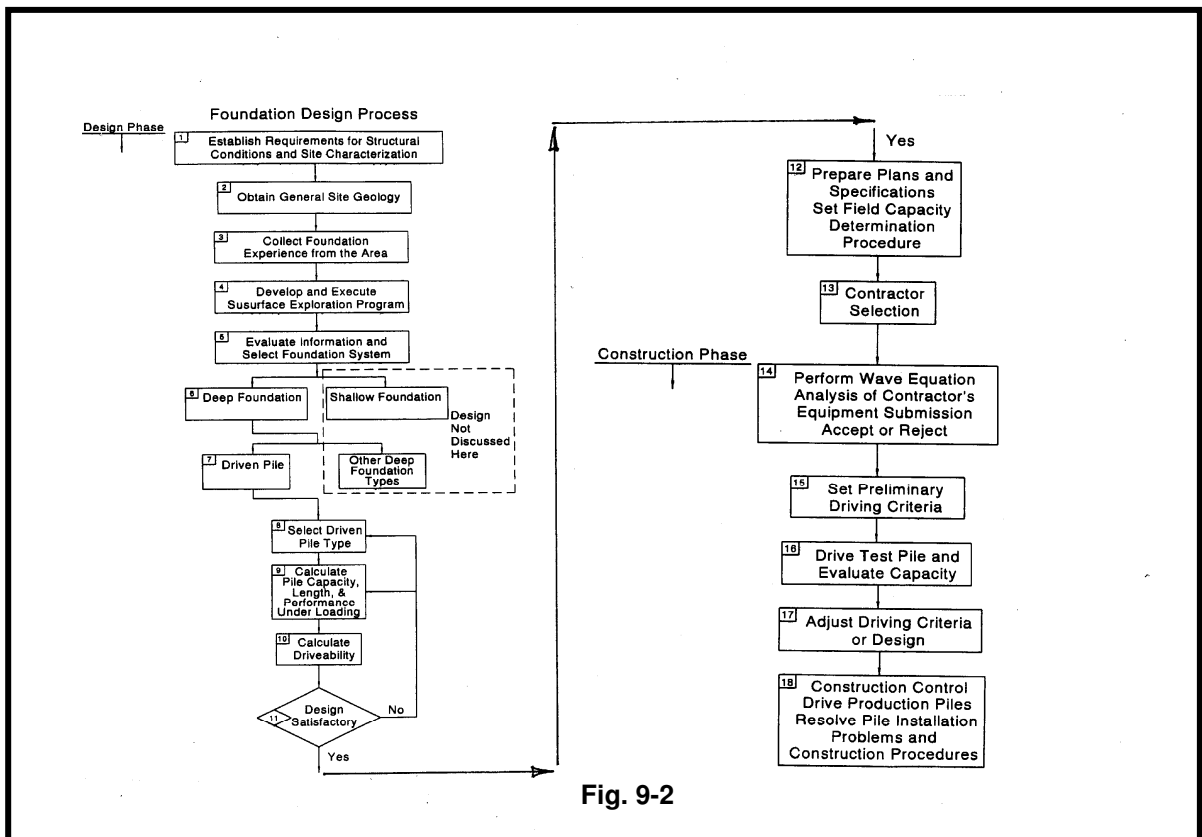 Foundation Design Process
Design Phase
1
Establish Requirements for Structural
Conditions and Site Characterization
2
Obtain General Site Geology
3
Collect Foundation
Experience from the Area
4
Develop and Execute
Susurface Exploration Program
5
Evaluate Information and
Select Foundation System
6
Deep Foundation
Shallow Foundation
Design
Not
Discussed
Here
7
Driven Pile
Other Deep
Foundation
Types
8
Select Driven
Pile Type
9
Calculate
Pile Capacity,
Length, &
Performance
Under Loading
10
Calculate
Driveability
11
Design
Satisfactory
No
Yes
Yes
12
Prepare Plans and
Specifications
Set Field Capacity
Determination
Procedure
13
Contractor
Selection
Construction Phase
14
Perform Wave Equation
Analysis of Contractor's
Equipment Submission
Accept or Reject
15
Set Preliminary
Driving Criteria
16
Drive Test Pile and
Evaluate Capacity
17
Adjust Driving Criteria
or Design
18
Construction Control
Drive Production Piles
Resolve Pile Installation
Problems and
Construction Procedures
Fig. 9-2